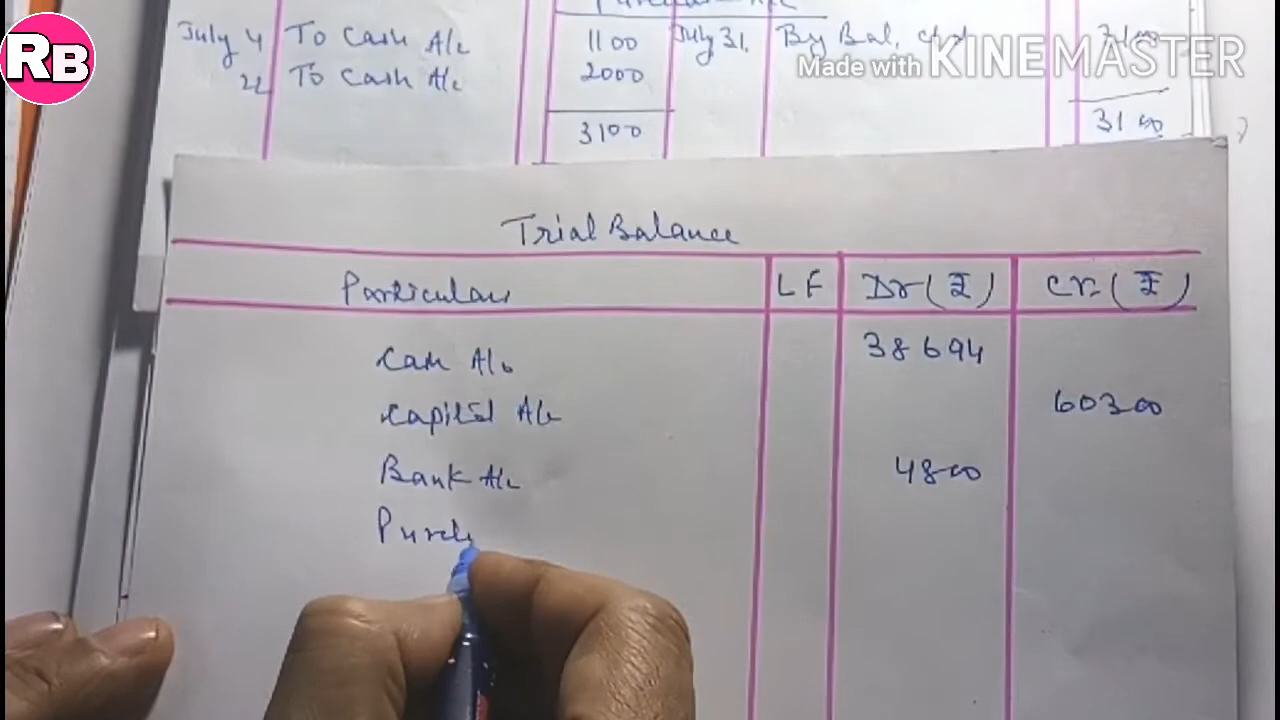 RB
Made with KINEMASTER
July 4 To Cash A/c 1100 July 31, By Bal. c/d 3100
22 To Cash A/c 2000
3100 3100
Trial Balance
Particulars LF Dr (₹) Cr. (₹)
Cash A/c 38694
Capital A/c 60300
Bank A/c 4800
Purch